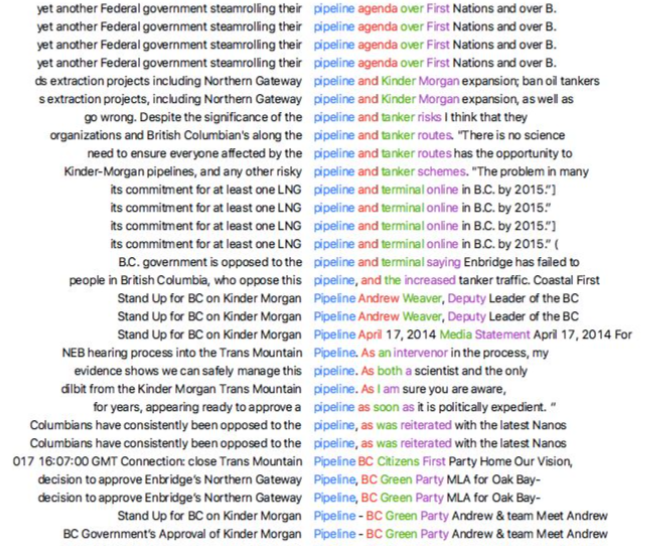 yet another Federal government steamrolling their pipeline agenda over First Nations and over B.
yet another Federal government steamrolling their pipeline agenda over First Nations and over B.
yet another Federal government steamrolling their pipeline agenda over First Nations and over B.
yet another Federal government steamrolling their pipeline agenda over First Nations and over B.
ds extraction projects including Northern Gateway pipeline and Kinder Morgan expansion; ban oil tankers
s extraction projects, including Northern Gateway pipeline and Kinder Morgan expansion, as well as
go wrong. Despite the significance of the pipeline and tanker risks I think that they
organizations and British Columbian's along the pipeline and tanker routes. "There is no science
need to ensure everyone affected by the pipeline and tanker routes has the opportunity to
Kinder-Morgan pipelines, and any other risky pipeline and tanker schemes. "The problem in many
its commitment for at least one LNG pipeline and terminal online in B.C. by 2015."]
its commitment for at least one LNG pipeline and terminal online in B.C. by 2015."
its commitment for at least one LNG pipeline and terminal online in B.C. by 2015."]
its commitment for at least one LNG pipeline and terminal online in B.C. by 2015." (
B.C. government is opposed to the pipeline and terminal saying Enbridge has failed to
people in British Columbia, who oppose this pipeline, and the increased tanker traffic. Coastal First
Stand Up for BC on Kinder Morgan Pipeline Andrew Weaver, Deputy Leader of the BC
Stand Up for BC on Kinder Morgan Pipeline Andrew Weaver, Deputy Leader of the BC
Stand Up for BC on Kinder Morgan Pipeline April 17, 2014 Media Statement April 17, 2014 For
NEB hearing process into the Trans Mountain Pipeline. As an intervenor in the process, my
evidence shows we can safely manage this pipeline. As both a scientist and the only
dilbit from the Kinder Morgan Trans Mountain pipeline. As I am sure you are aware,
for years, appearing ready to approve a pipeline as soon as it is politically expedient. "
Columbians have consistently been opposed to the pipeline, as was reiterated with the latest Nanos
Columbians have consistently been opposed to the pipeline, as was reiterated with the latest Nanos
017 16:07:00 GMT Connection: close Trans Mountain Pipeline BC Citizens First Party Home Our Vision,
decision to approve Enbridge's Northern Gateway Pipeline, BC Green Party MLA for Oak Bay-
decision to approve Enbridge's Northern Gateway Pipeline, BC Green Party MLA for Oak Bay-
Stand Up for BC on Kinder Morgan Pipeline - BC Green Party Andrew & team Meet Andrew
BC Government's Approval of Kinder Morgan Pipeline - BC Green Party Andrew & team Meet Andrew